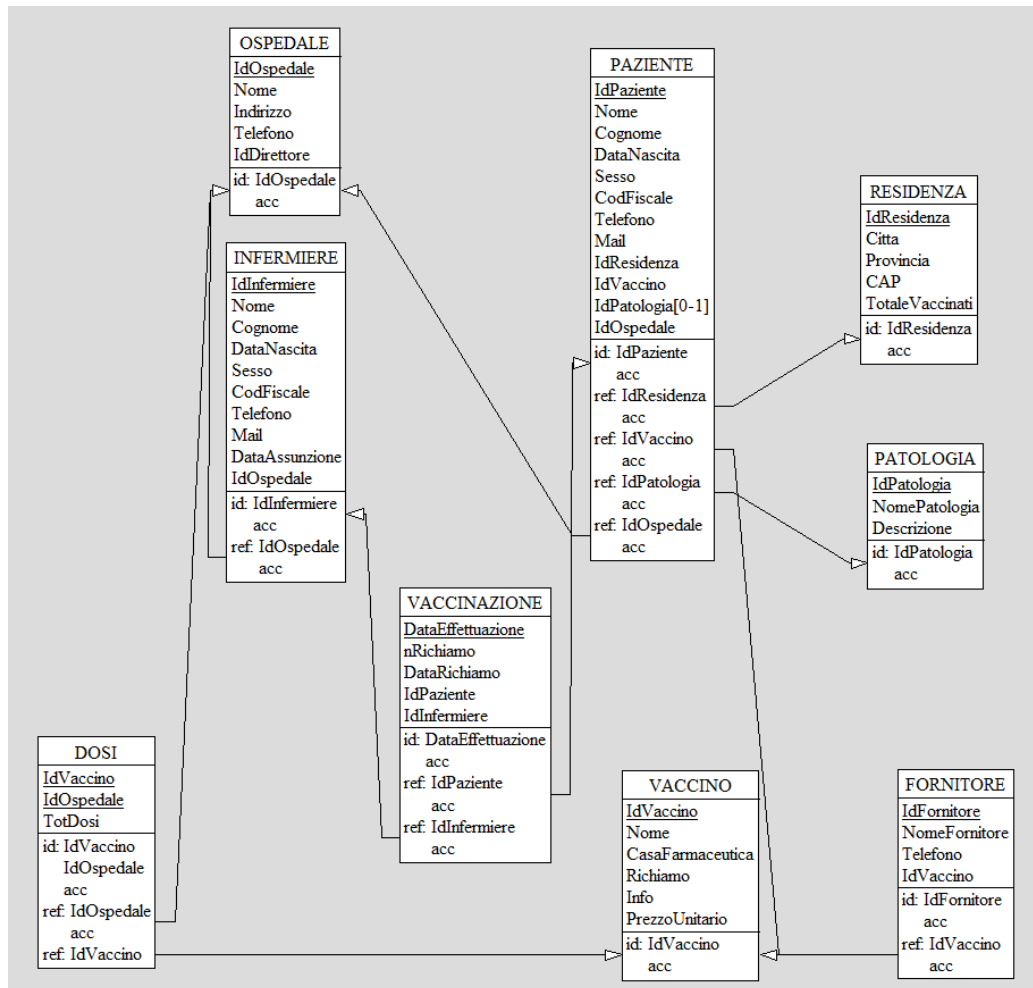 OSPEDALE
IdOspedale
Nome
Indirizzo
Telefono
IdDirettore
id: IdOspedale
acc
PAZIENTE
IdPaziente
Nome
Cognome
DataNascita
Sesso
CodFiscale
Telefono
Mail
IdResidenza
IdVaccino
IdPatologia[0-1]
IdOspedale
id: IdPaziente
acc
ref: IdResidenza
acc
ref: IdVaccino
acc
ref: IdPatologia
acc
ref: IdOspedale
acc
RESIDENZA
IdResidenza
Citta
Provincia
CAP
TotaleVaccinati
id: IdResidenza
acc
INFERMIERE
IdInfermiere
Nome
Cognome
DataNascita
Sesso
CodFiscale
Telefono
Mail
DataAssunzione
IdOspedale
id: IdInfermiere
acc
ref: IdOspedale
acc
PATOLOGIA
IdPatologia
NomePatologia
Descrizione
id: IdPatologia
acc
VACCINAZIONE
DataEffettuazione
nRichiamo
DataRichiamo
IdPaziente
IdInfermiere
id: DataEffettuazione
acc
ref: IdPaziente
acc
ref: IdInfermiere
acc
DOSI
IdVaccino
IdOspedale
TotDosi
id: IdVaccino
IdOspedale
acc
ref: IdOspedale
acc
ref: IdVaccino
VACCINO
IdVaccino
Nome
CasaFarmaceutica
Richiamo
Info
PrezzoUnitario
id: IdVaccino
acc
FORNITORE
IdFornitore
NomeFornitore
Telefono
IdVaccino
id: IdFornitore
acc
ref: IdVaccino
acc